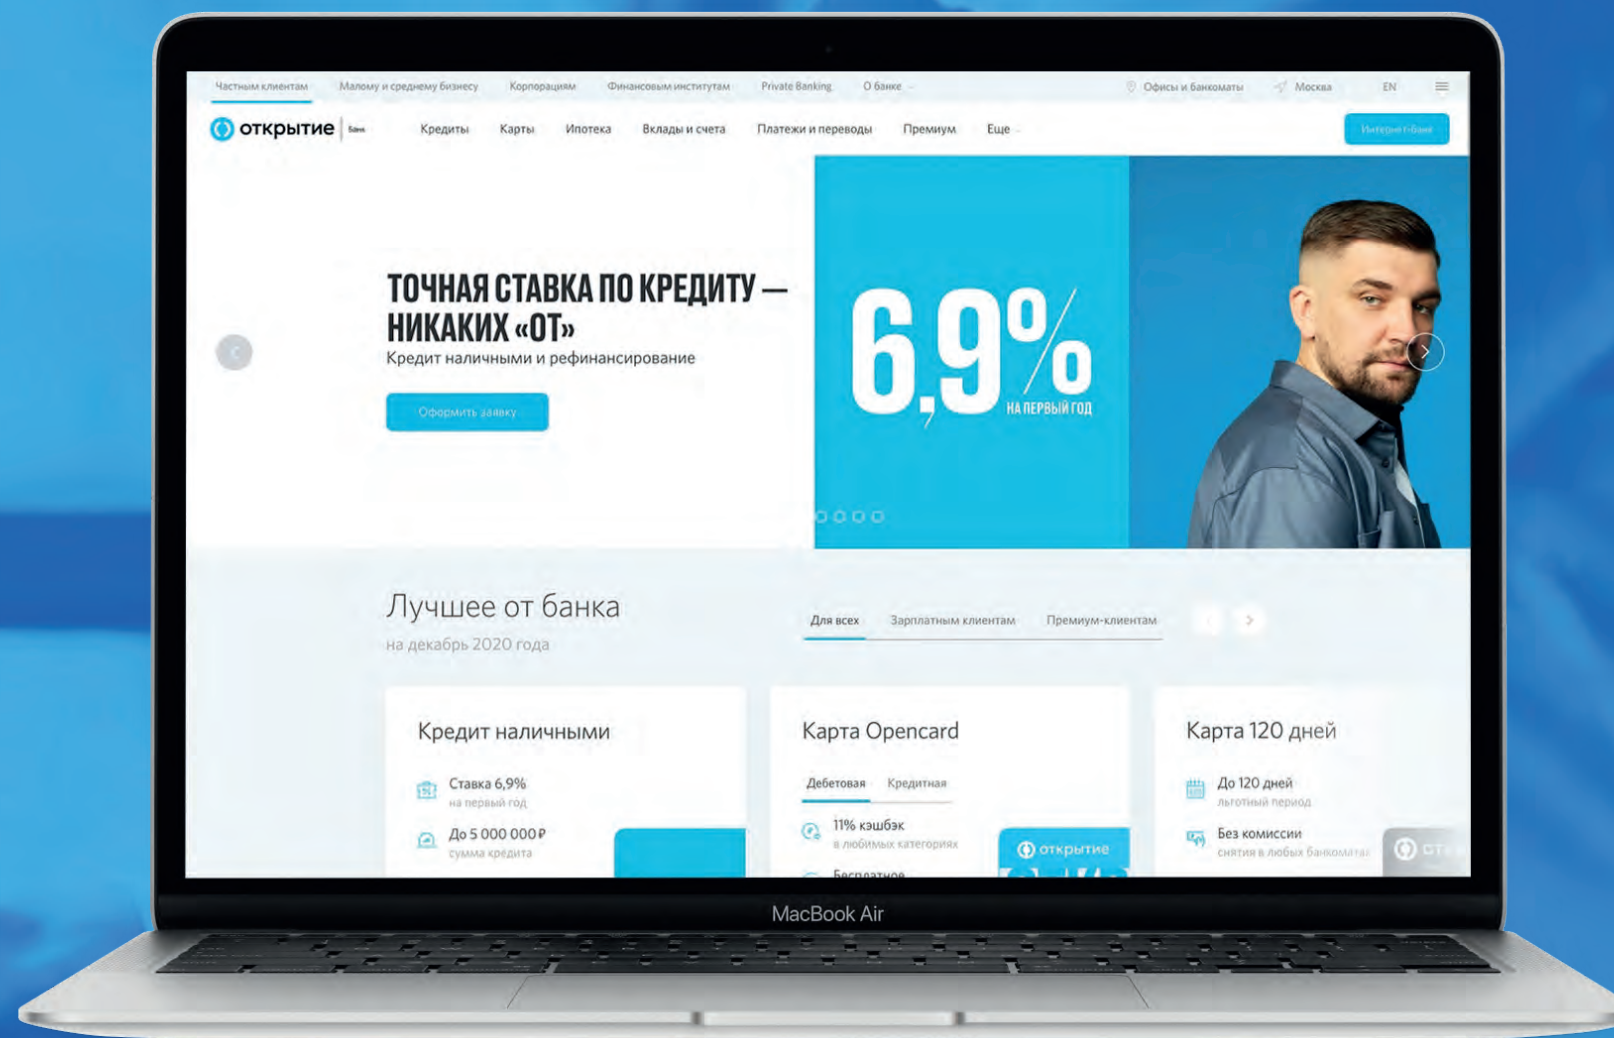 Частным клиентам Малому и среднему бизнесу Корпорациям Финансовым институтам Private Banking О банке Офисы и банкоматы Москва EN
открытие Банк Кредиты Карты Ипотека Вклады и счета Платежи и переводы Премиум Еще Интернет-банк
ТОЧНАЯ СТАВКА ПО КРЕДИТУ —
НИКАКИХ «ОТ»
Кредит наличными и рефинансирование
Оформить заявку
6,9%
НА ПЕРВЫЙ ГОД
Лучшее от банка
на декабрь 2020 года
Для всех Зарплатным клиентам Премиум-клиентам
Кредит наличными
Ставка 6,9%
на первый год
До 5 000 000 ₽
сумма кредита
Карта Opencard
Дебетовая Кредитная
11% кэшбэк
в любимых категориях
Бесплатное
открытие
Карта 120 дней
До 120 дней
льготный период
Без комиссии
снятия в любых банкоматах
MacBook Air